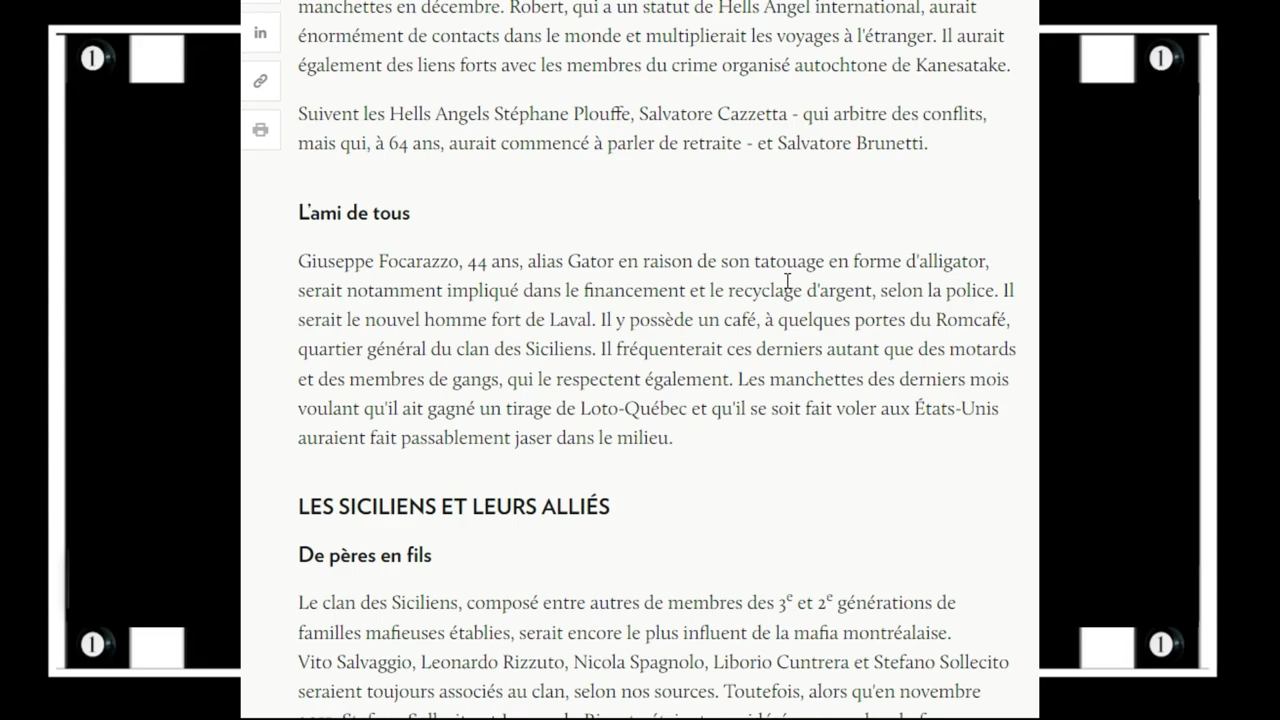 manchettes en décembre. Robert, qui a un statut de Hells Angel international, aurait
énormément de contacts dans le monde et multiplierait les voyages à l'étranger. Il aurait
également des liens forts avec les membres du crime organisé autochtone de Kanesatake.
Suivent les Hells Angels Stéphane Plouffe, Salvatore Cazzetta - qui arbitre des conflits,
mais qui, à 64 ans, aurait commencé à parler de retraite - et Salvatore Brunetti.
L'ami de tous
Giuseppe Focarazzo, 44 ans, alias Gator en raison de son tatouage en forme d'alligator,
serait notamment impliqué dans le financement et le recyclage d'argent, selon la police. Il
serait le nouvel homme fort de Laval. Il y possède un café, à quelques portes du Romcafé,
quartier général du clan des Siciliens. Il fréquenterait ces derniers autant que des motards
et des membres de gangs, qui le respectent également. Les manchettes des derniers mois
voulant qu'il ait gagné un tirage de Loto-Québec et qu'il se soit fait voler aux États-Unis
auraient fait passablement jaser dans le milieu.
LES SICILIENS ET LEURS ALLIÉS
De pères en fils
Le clan des Siciliens, composé entre autres de membres des 3e et 2e générations de
familles mafieuses établies, serait encore le plus influent de la mafia montréalaise.
Vito Salvaggio, Leonardo Rizzuto, Nicola Spagnolo, Liborio Cuntrera et Stefano Sollecito
seraient toujours associés au clan, selon nos sources. Toutefois, alors qu'en novembre
in
1
1
1
1